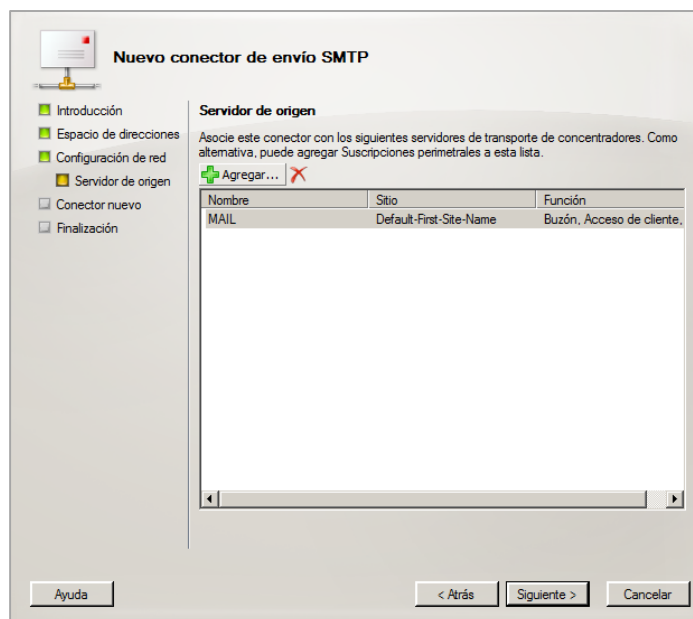 Nuevo conector de envío SMTP
Introducción
Espacio de direcciones
Configuración de red
Servidor de origen
Conector nuevo
Finalización
Servidor de origen
Asocie este conector con los siguientes servidores de transporte de concentradores. Como
alternativa, puede agregar Suscripciones perimetrales a esta lista.
Agregar...
Nombre Sitio Función
MAIL Default-First-Site-Name Buzón, Acceso de cliente,
Ayuda < Atrás Siguiente > Cancelar